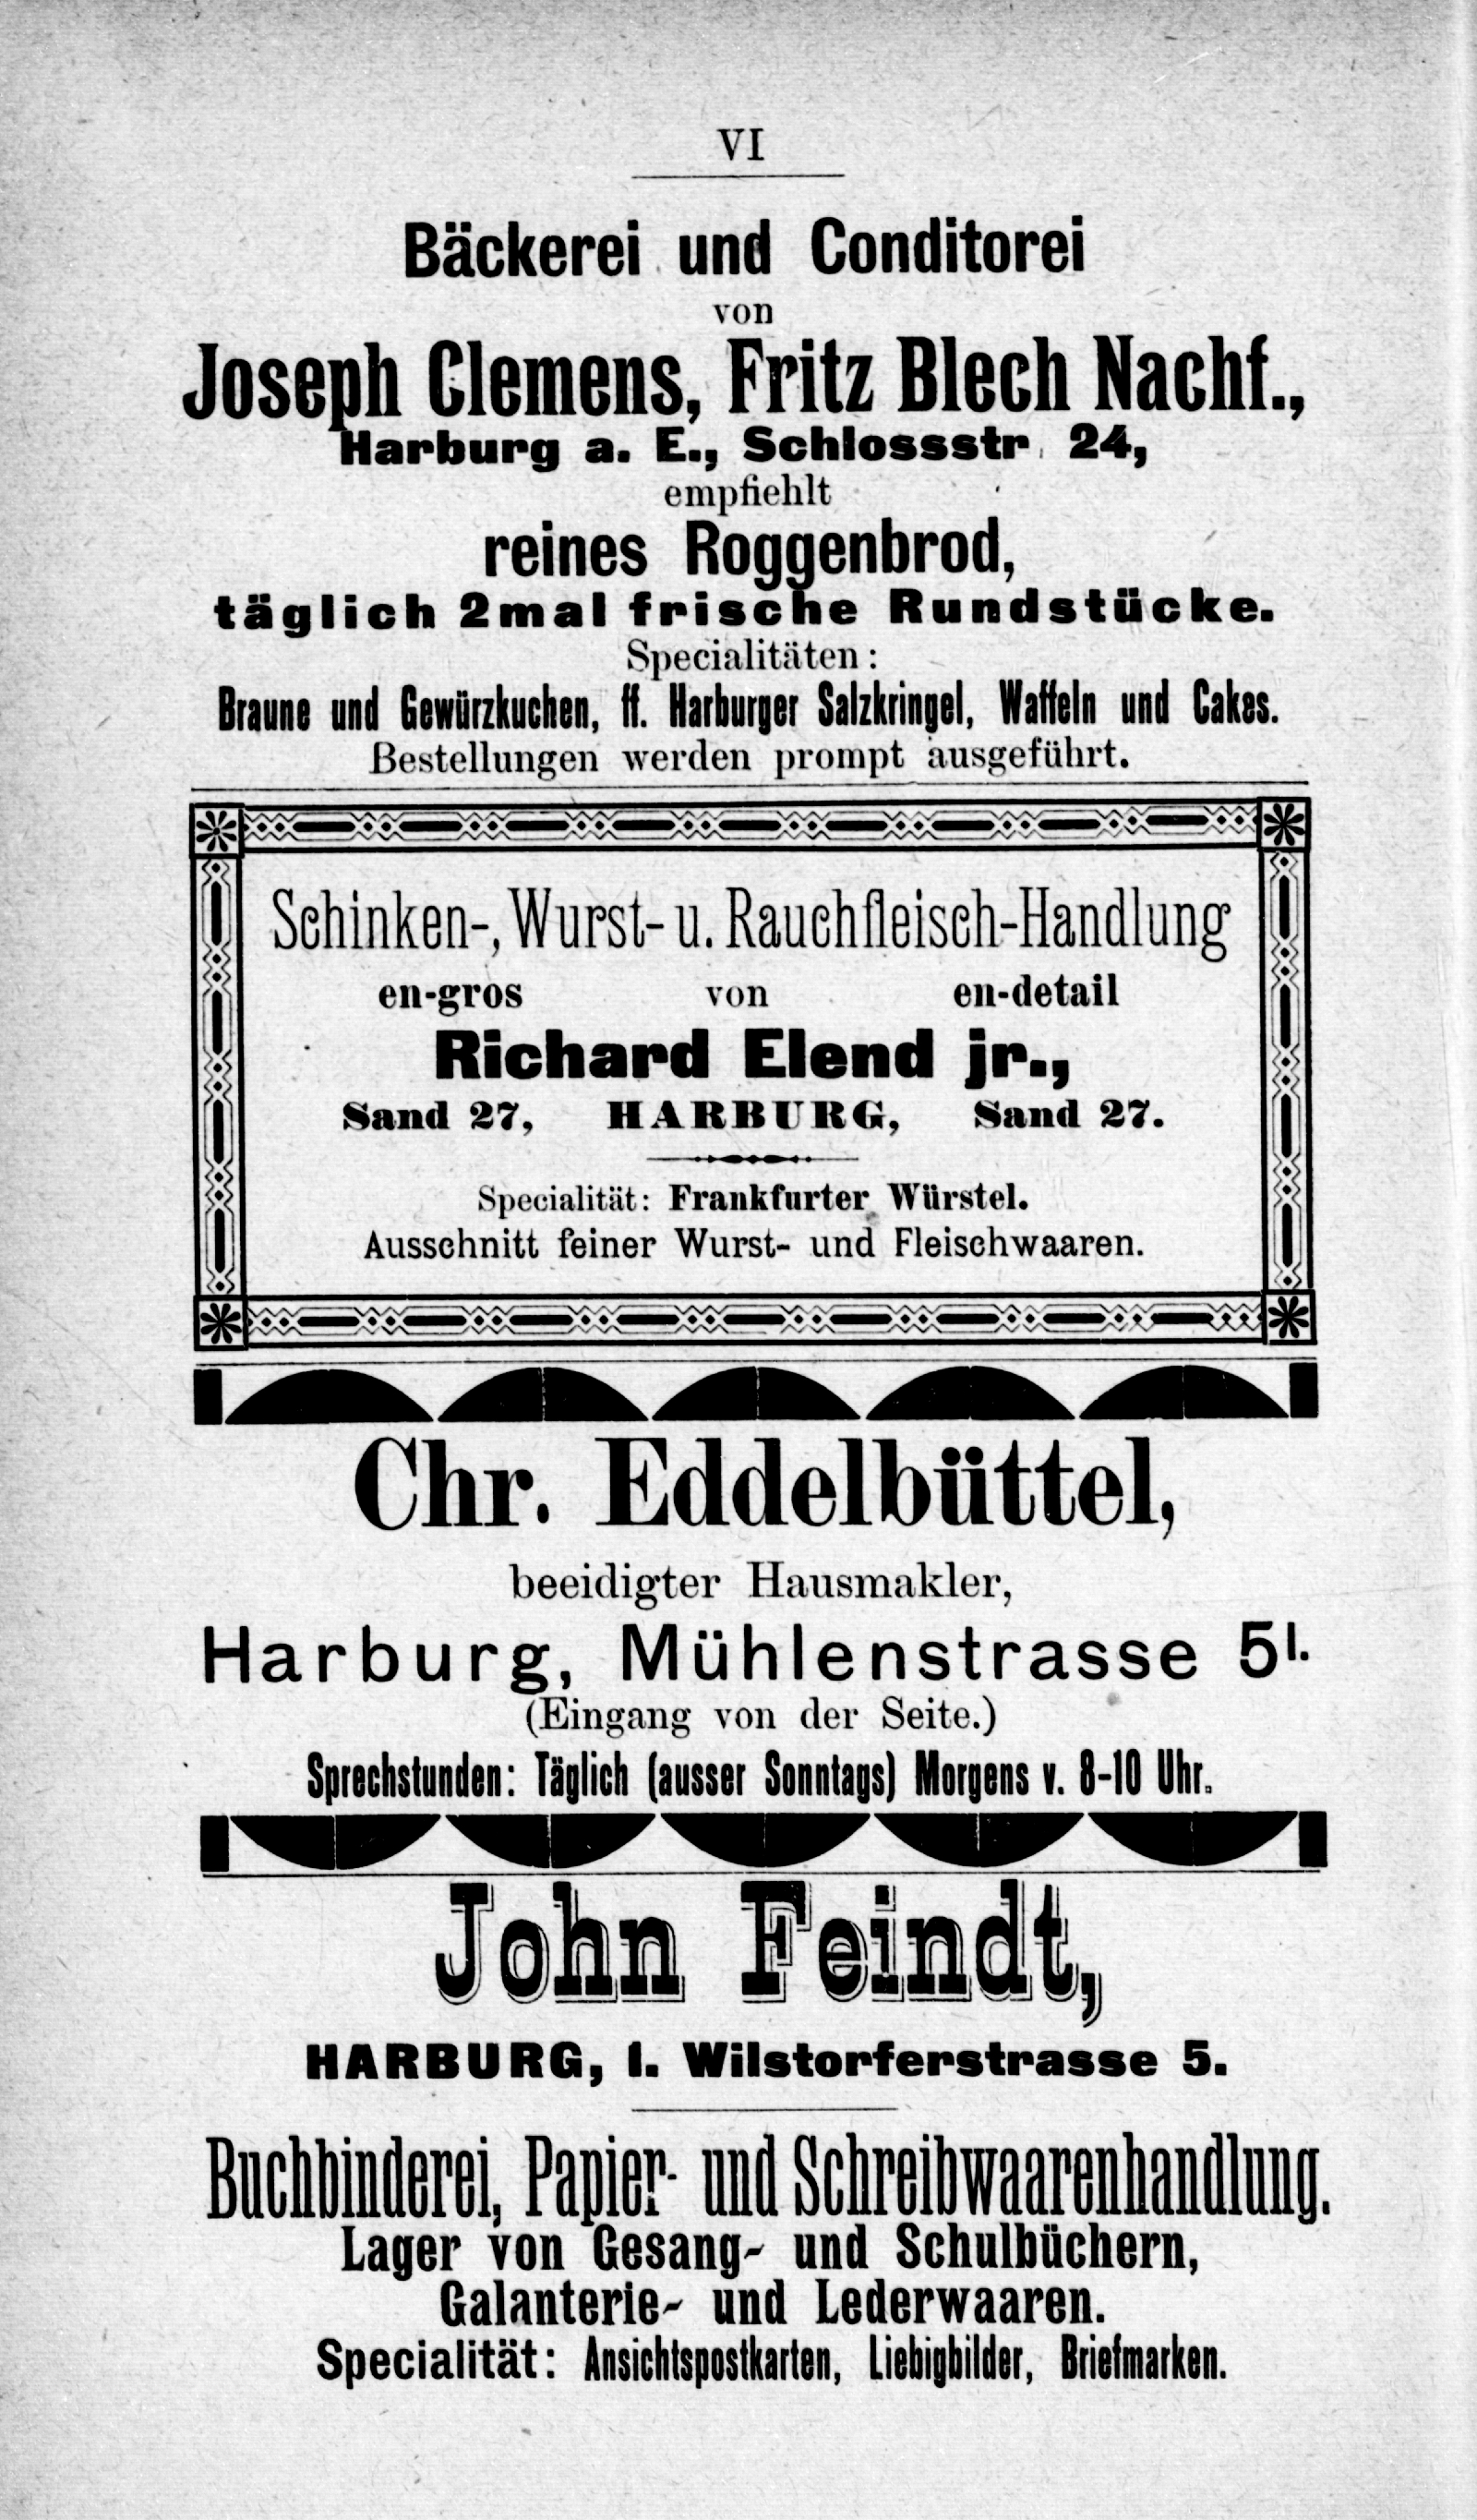 VI
Bäckerei und Conditorei
von
Joseph Clemens, Fritz Blech Nachf.,
Harburg a. E., Schlossstr. 24,
empfiehlt
reines Roggenbrod,
täglich 2mal frische Rundstücke.
Specialitäten:
Braune und Gewürzkuchen, ff. Harburger Salzkringel, Waffeln und Cakes.
Bestellungen werden prompt ausgeführt.
Schinken-, Wurst- u. Rauchfleisch-Handlung
en-gros von en-detail
Richard Elend jr.,
Sand 27, HARBURG, Sand 27.
Specialität: Frankfurter Würstel.
Ausschnitt feiner Wurst- und Fleischwaaren.
Chr. Eddelbüttel,
beeidigter Hausmakler,
Harburg, Mühlenstrasse 5I.
(Eingang von der Seite.)
Sprechstunden: Täglich (ausser Sonntags) Morgens v. 8-10 Uhr.
John Feindt,
HARBURG, I. Wilstorferstrasse 5.
Buchbinderei, Papier- und Schreibwaarenhandlung.
Lager von Gesang- und Schulbüchern,
Galanterie- und Lederwaaren.
Specialität: Ansichtspostkarten, Liebigbilder, Briefmarken.